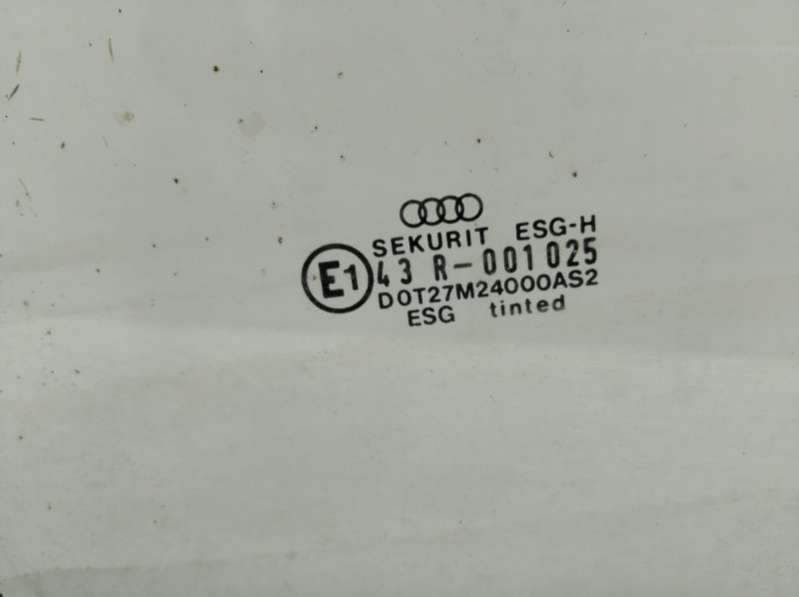 SEKURIT ESG-H
E1 43 R-001025
DOT27M24000AS2
ESG tinted